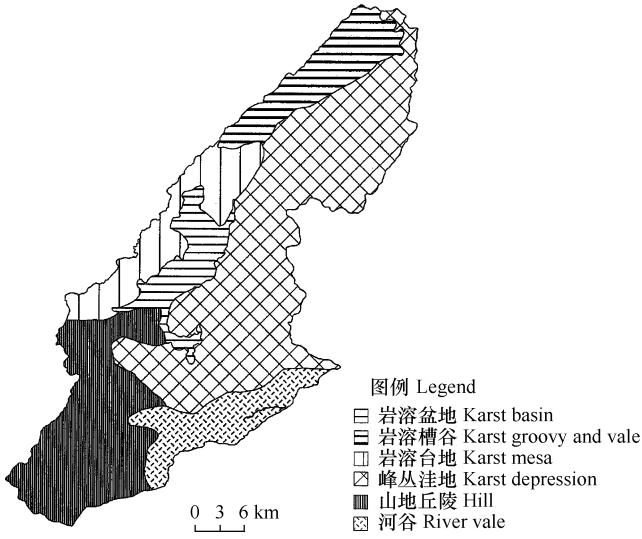 图例 Legend
岩溶盆地 Karst basin
岩溶槽谷 Karst groovy and vale
岩溶台地 Karst mesa
峰丛洼地 Karst depression
山地丘陵 Hill
河谷 River vale
0 3 6 km